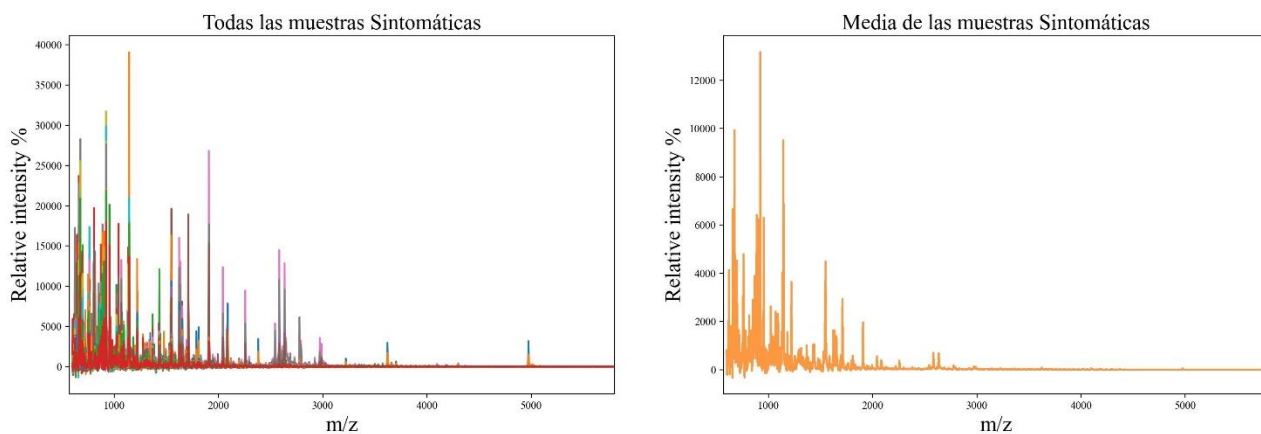 Todas las muestras Sintomáticas
40000
35000
30000
25000
20000
15000
10000
5000
0
Relative intensity %
1000 2000 3000 4000 5000
m/z
Media de las muestras Sintomáticas
12000
10000
8000
6000
4000
2000
0
Relative intensity %
1000 2000 3000 4000 5000
m/z